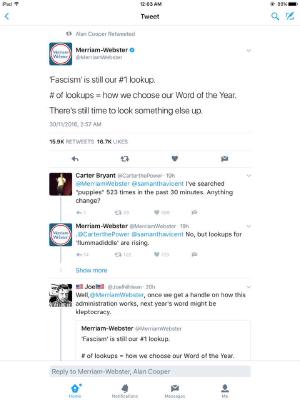 iPad
12:03 AM
93%
Tweet
Alan Cooper Retweeted
Merriam-Webster
@MerriamWebster
'Fascism' is still our #1 lookup.
# of lookups = how we choose our Word of the Year.
There's still time to look something else up.
30/11/2016, 2:57 AM
15.9K RETWEETS 16.7K LIKES
Carter Bryant @CarterthePower · 19h
@MerriamWebster @samanthavicent I've searched
"puppies" 523 times in the past 30 minutes. Anything
change?
Merriam-Webster @MerriamWebster · 19h
.@CarterthePower @samanthavicent No, but lookups for
'flummadiddle' are rising.
Show more
Joe
Well,@MerriamWebster, once we get a handle on how this
administration works, next year's word might be
kleptocracy.
Merriam-Webster @MerriamWebster
'Fascism' is still our #1 lookup.
# of lookups = how we choose our Word of the Year.
Reply to Merriam-Webster, Alan Cooper
Home
Notifications
Messages
Me